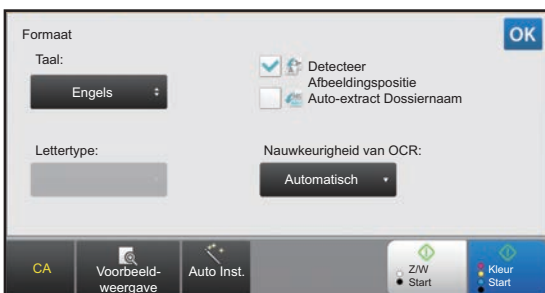 Formaat
OK
Taal:
Engels
Detecteer
Afbeeldingspositie
Auto-extract Dossiernaam
Lettertype:
Nauwkeurigheid van OCR:
Automatisch
CA
Voorbeeld-
weergave
Auto Inst.
Z/W
Start
Kleur
Start